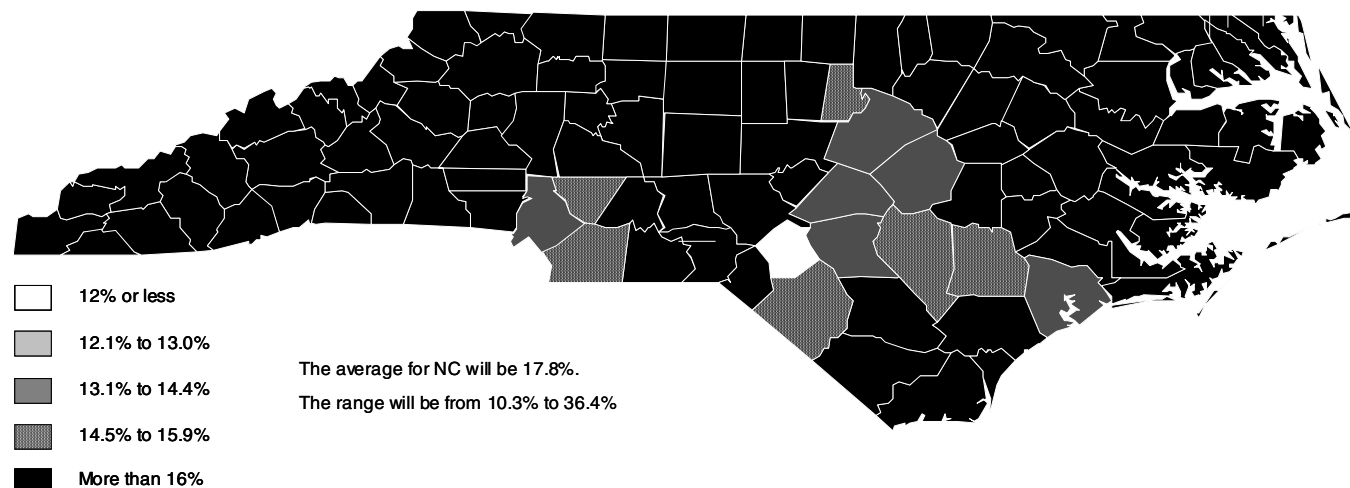 12% or less
12.1% to 13.0%
13.1% to 14.4%
14.5% to 15.9%
More than 16%
The average for NC will be 17.8%.
The range will be from 10.3% to 36.4%